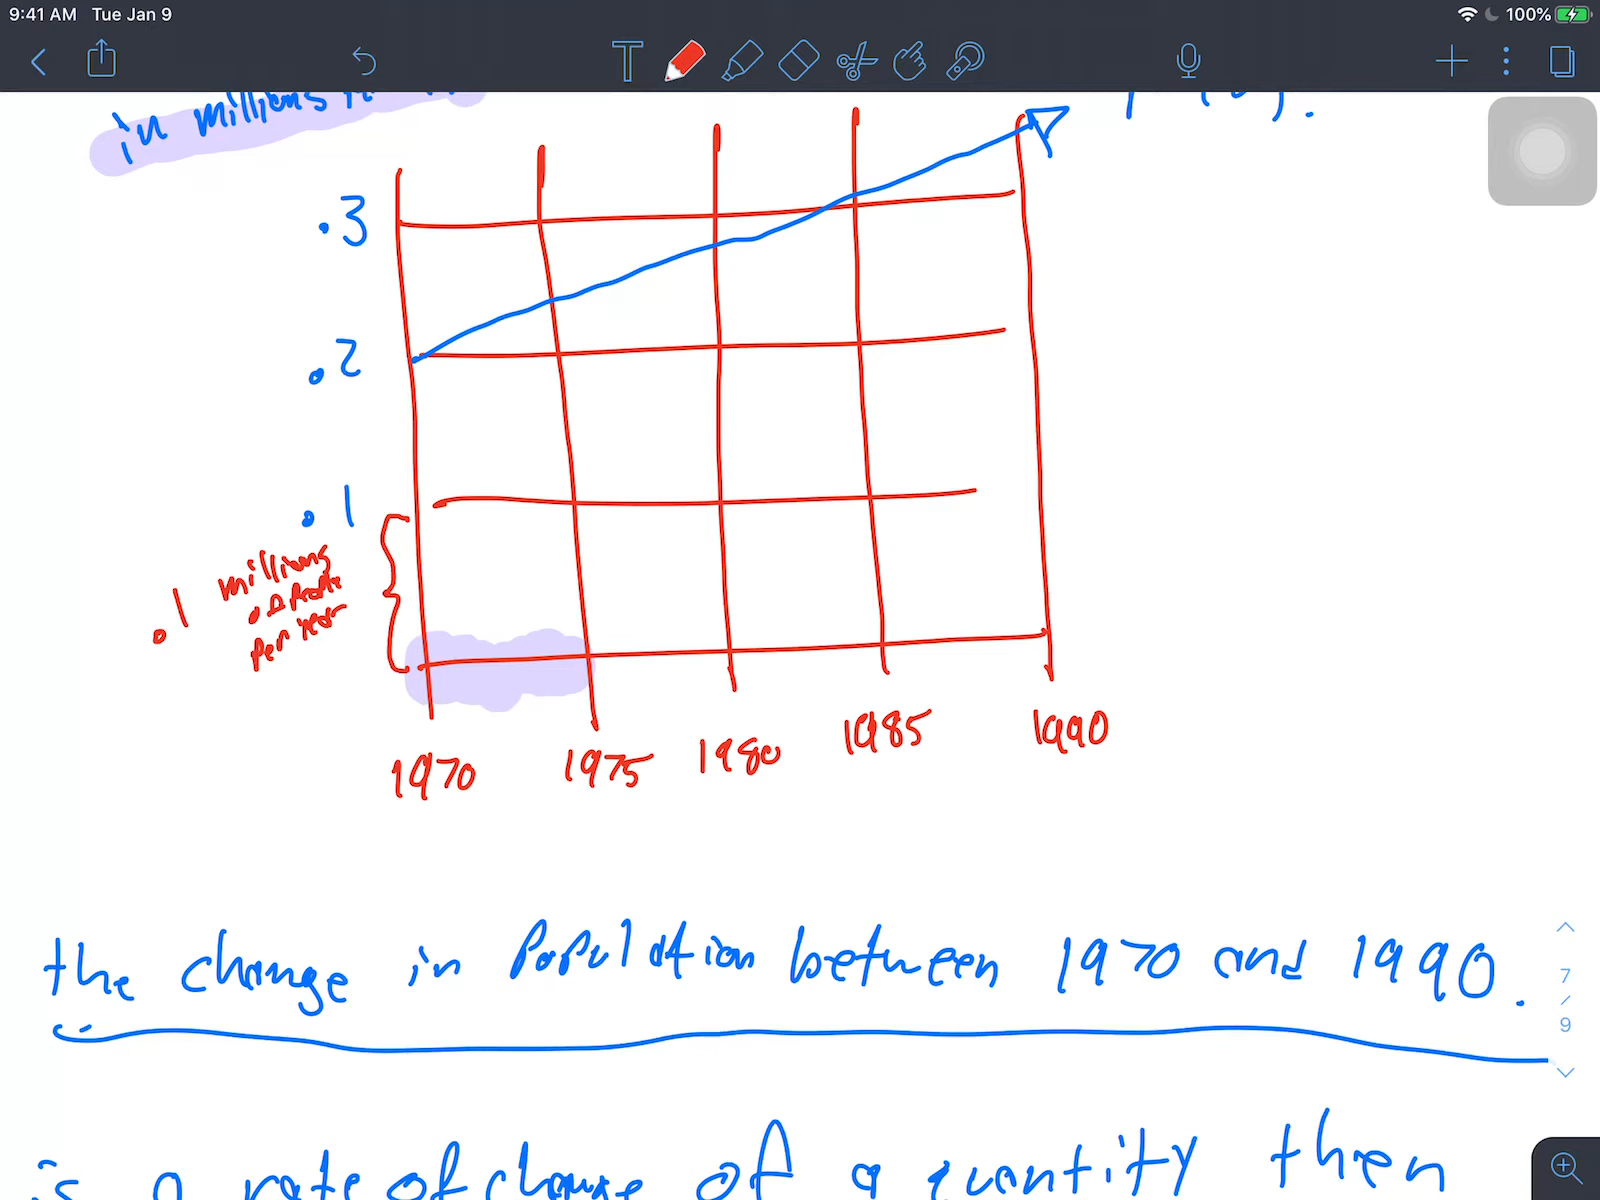 9:41 AM Tue Jan 9
100%
T
in millions
.3
.2
.1
.1 millions
of people
per year
1970 1975 1980 1985 1990
the change in Population between 1970 and 1990.
7
/
9
is a rate of change of a quantity then